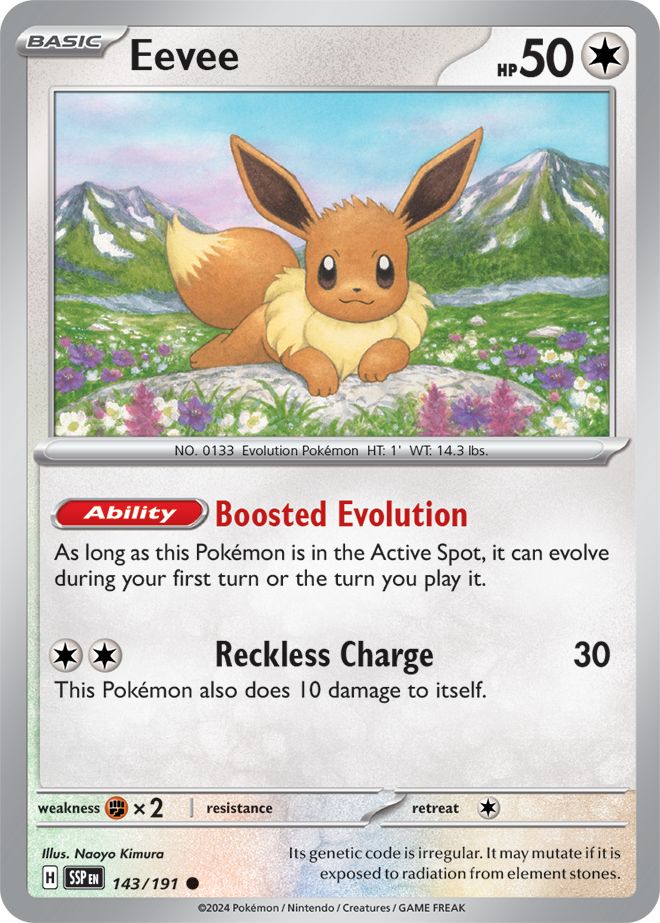 BASIC Eevee HP 50
NO. 0133 Evolution Pokémon HT: 1' WT: 14.3 lbs.
Ability Boosted Evolution
As long as this Pokémon is in the Active Spot, it can evolve
during your first turn or the turn you play it.
Reckless Charge 30
This Pokémon also does 10 damage to itself.
weakness ×2 resistance retreat
Illus. Naoyo Kimura
H SSP EN 143/191
Its genetic code is irregular. It may mutate if it is
exposed to radiation from element stones.
©2024 Pokémon / Nintendo / Creatures / GAME FREAK